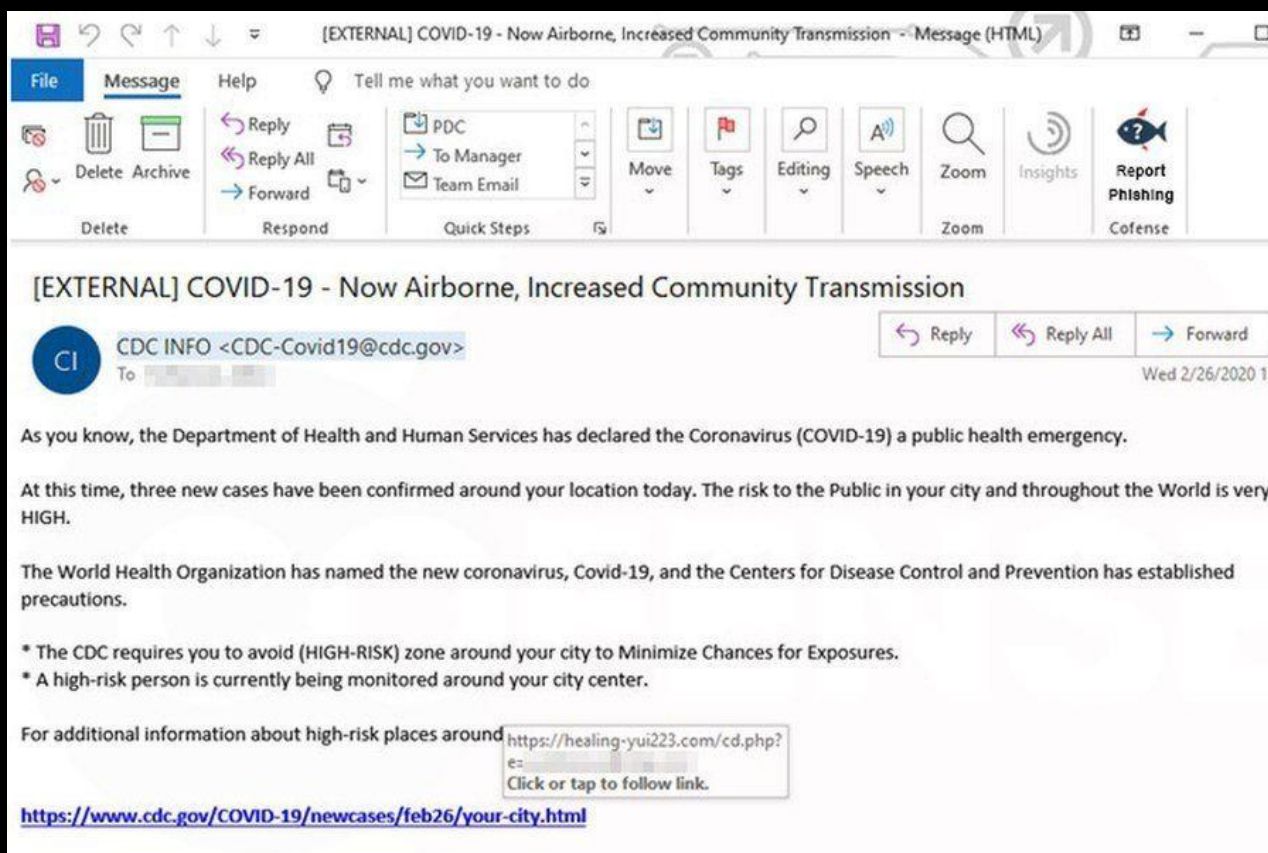 [EXTERNAL] COVID-19 - Now Airborne, Increased Community Transmission - Message (HTML)
File Message Help Tell me what you want to do
Delete Archive
Reply
Reply All
Forward
PDC
To Manager
Team Email
Move
Tags
Editing
Speech
Zoom
Insights
Report Phishing
Delete Respond Quick Steps Zoom Cofense
[EXTERNAL] COVID-19 - Now Airborne, Increased Community Transmission
CI
CDC INFO <CDC-Covid19@cdc.gov>
To
Reply Reply All Forward
Wed 2/26/2020 1
As you know, the Department of Health and Human Services has declared the Coronavirus (COVID-19) a public health emergency.
At this time, three new cases have been confirmed around your location today. The risk to the Public in your city and throughout the World is very
HIGH.
The World Health Organization has named the new coronavirus, Covid-19, and the Centers for Disease Control and Prevention has established
precautions.
* The CDC requires you to avoid (HIGH-RISK) zone around your city to Minimize Chances for Exposures.
* A high-risk person is currently being monitored around your city center.
For additional information about high-risk places around
https://healing-yui223.com/cd.php?
e=
Click or tap to follow link.
https://www.cdc.gov/COVID-19/newcases/feb26/your-city.html